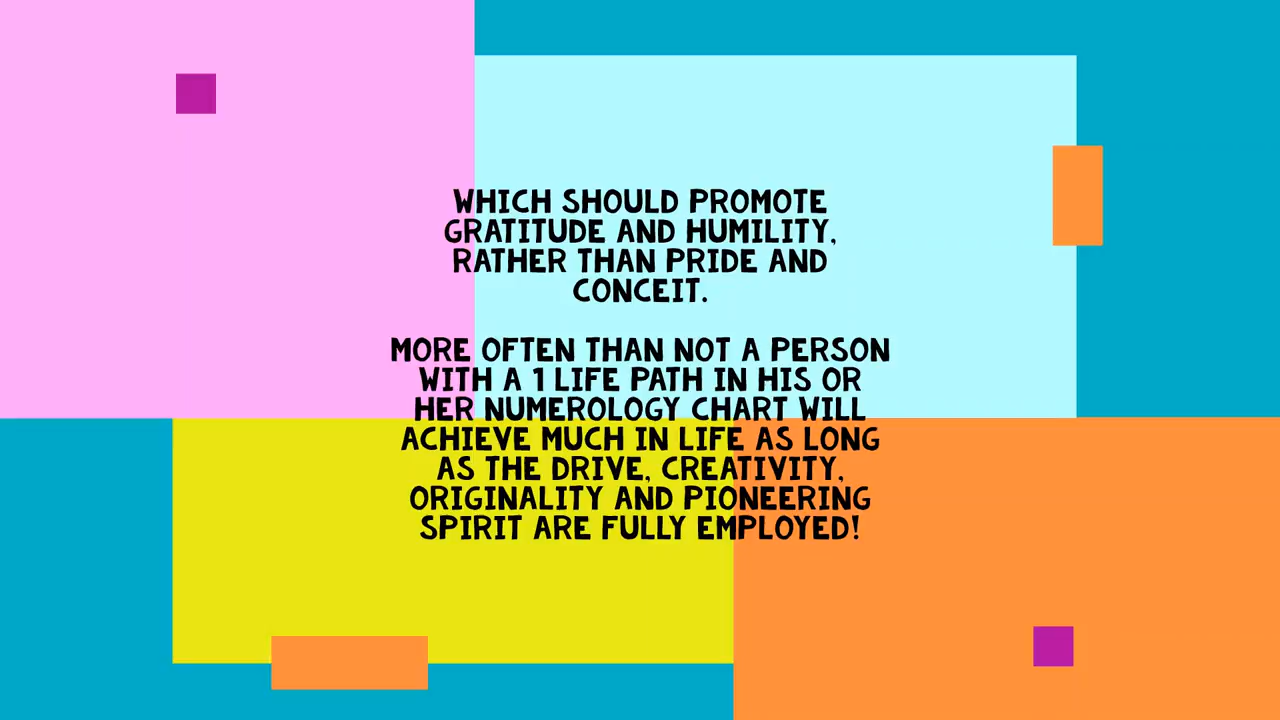 WHICH SHOULD PROMOTE
GRATITUDE AND HUMILITY,
RATHER THAN PRIDE AND
CONCEIT.
MORE OFTEN THAN NOT A PERSON
WITH A 1 LIFE PATH IN HIS OR
HER NUMEROLOGY CHART WILL
ACHIEVE MUCH IN LIFE AS LONG
AS THE DRIVE, CREATIVITY,
ORIGINALITY AND PIONEERING
SPIRIT ARE FULLY EMPLOYED!